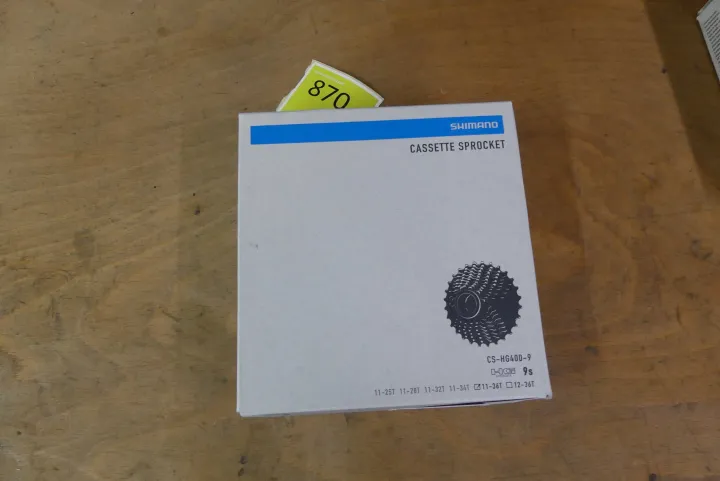 870
SHIMANO
CASSETTE SPROCKET
CS-HG400-9
HG 9s
11-25T 11-28T 11-32T 11-34T 11-36T 12-36T